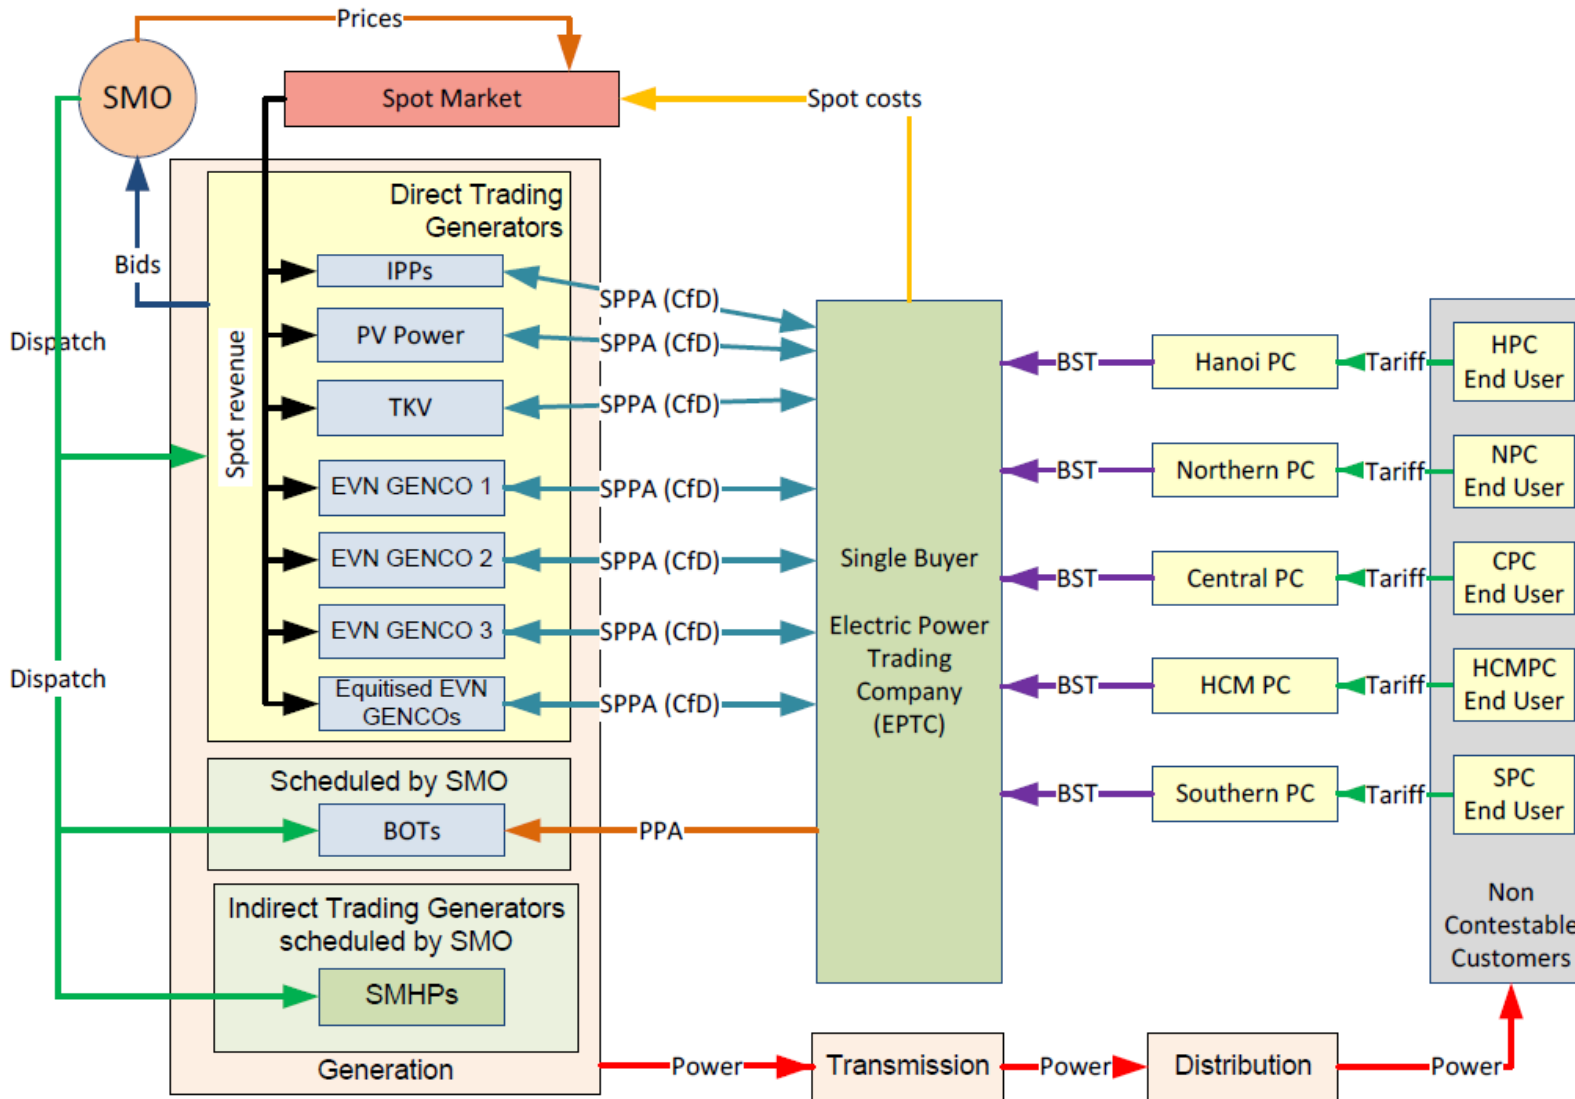 Prices
SMO
Spot Market
Spot costs
Direct Trading
Generators
Bids
IPPs
SPPA (CfD)
PV Power
SPPA (CfD)
Dispatch
Spot revenue
TKV
SPPA (CfD)
EVN GENCO 1
SPPA (CfD)
EVN GENCO 2
SPPA (CfD)
EVN GENCO 3
SPPA (CfD)
Dispatch
Equitised EVN
GENCOs
SPPA (CfD)
Scheduled by SMO
BOTs
PPA
Indirect Trading Generators
scheduled by SMO
SMHPs
Generation
Single Buyer
Electric Power
Trading
Company
(EPTC)
BST
Hanoi PC
Tariff
HPC
End User
BST
Northern PC
Tariff
NPC
End User
BST
Central PC
Tariff
CPC
End User
BST
HCM PC
Tariff
HCMPC
End User
BST
Southern PC
Tariff
SPC
End User
Non
Contestable
Customers
Power
Transmission
Power
Distribution
Power